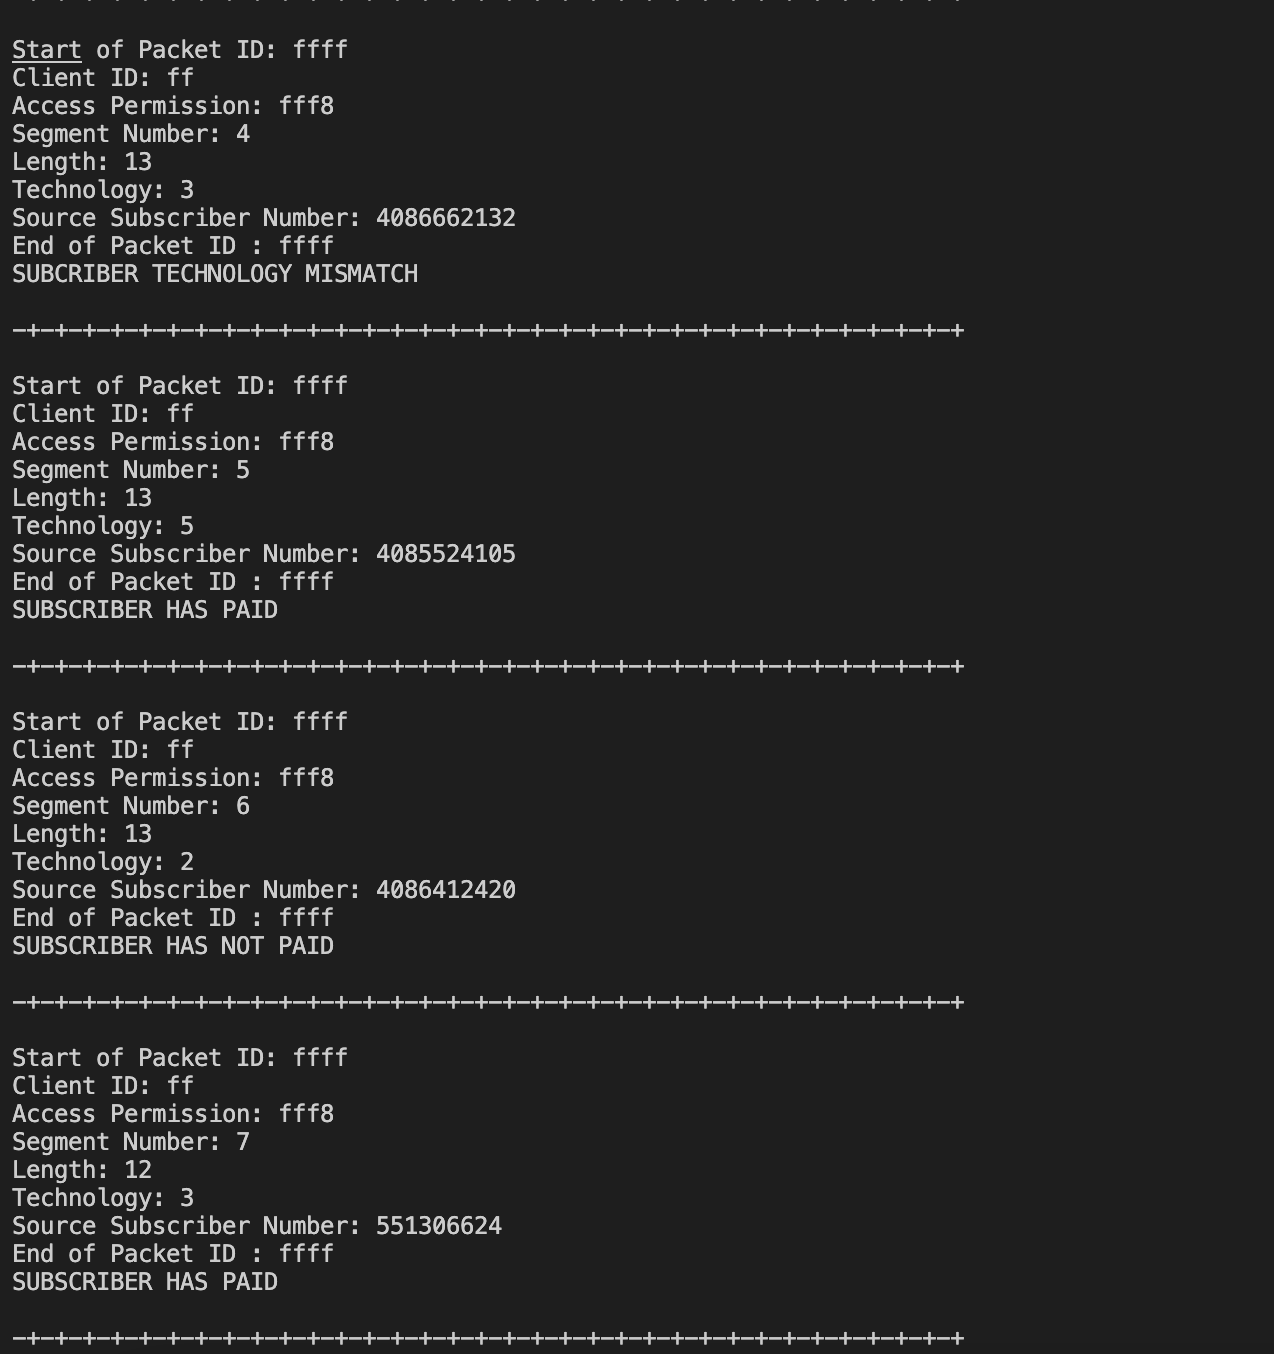 Start of Packet ID: ffff
Client ID: ff
Access Permission: fff8
Segment Number: 4
Length: 13
Technology: 3
Source Subscriber Number: 4086662132
End of Packet ID : ffff
SUBCRIBER TECHNOLOGY MISMATCH
-+-+-+-+-+-+-+-+-+-+-+-+-+-+-+-+-+-+-+-+-+-+-+-+-+-+-+-+-+-+-+-+-+-+
Start of Packet ID: ffff
Client ID: ff
Access Permission: fff8
Segment Number: 5
Length: 13
Technology: 5
Source Subscriber Number: 4085524105
End of Packet ID : ffff
SUBSCRIBER HAS PAID
-+-+-+-+-+-+-+-+-+-+-+-+-+-+-+-+-+-+-+-+-+-+-+-+-+-+-+-+-+-+-+-+-+-+
Start of Packet ID: ffff
Client ID: ff
Access Permission: fff8
Segment Number: 6
Length: 13
Technology: 2
Source Subscriber Number: 4086412420
End of Packet ID : ffff
SUBSCRIBER HAS NOT PAID
-+-+-+-+-+-+-+-+-+-+-+-+-+-+-+-+-+-+-+-+-+-+-+-+-+-+-+-+-+-+-+-+-+-+
Start of Packet ID: ffff
Client ID: ff
Access Permission: fff8
Segment Number: 7
Length: 12
Technology: 3
Source Subscriber Number: 551306624
End of Packet ID : ffff
SUBSCRIBER HAS PAID
-+-+-+-+-+-+-+-+-+-+-+-+-+-+-+-+-+-+-+-+-+-+-+-+-+-+-+-+-+-+-+-+-+-+